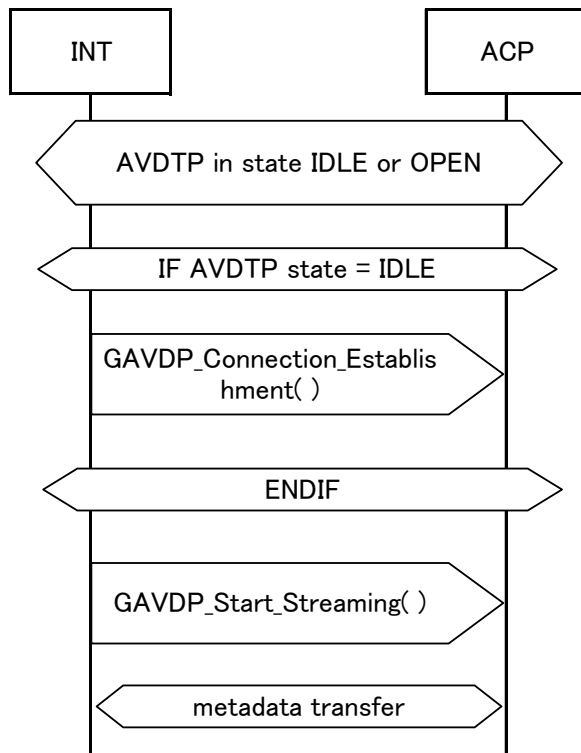 INT
ACP
AVDTP in state IDLE or OPEN
IF AVDTP state = IDLE
GAVDP_Connection_Establis
hment( )
ENDIF
GAVDP_Start_Streaming( )
metadata transfer